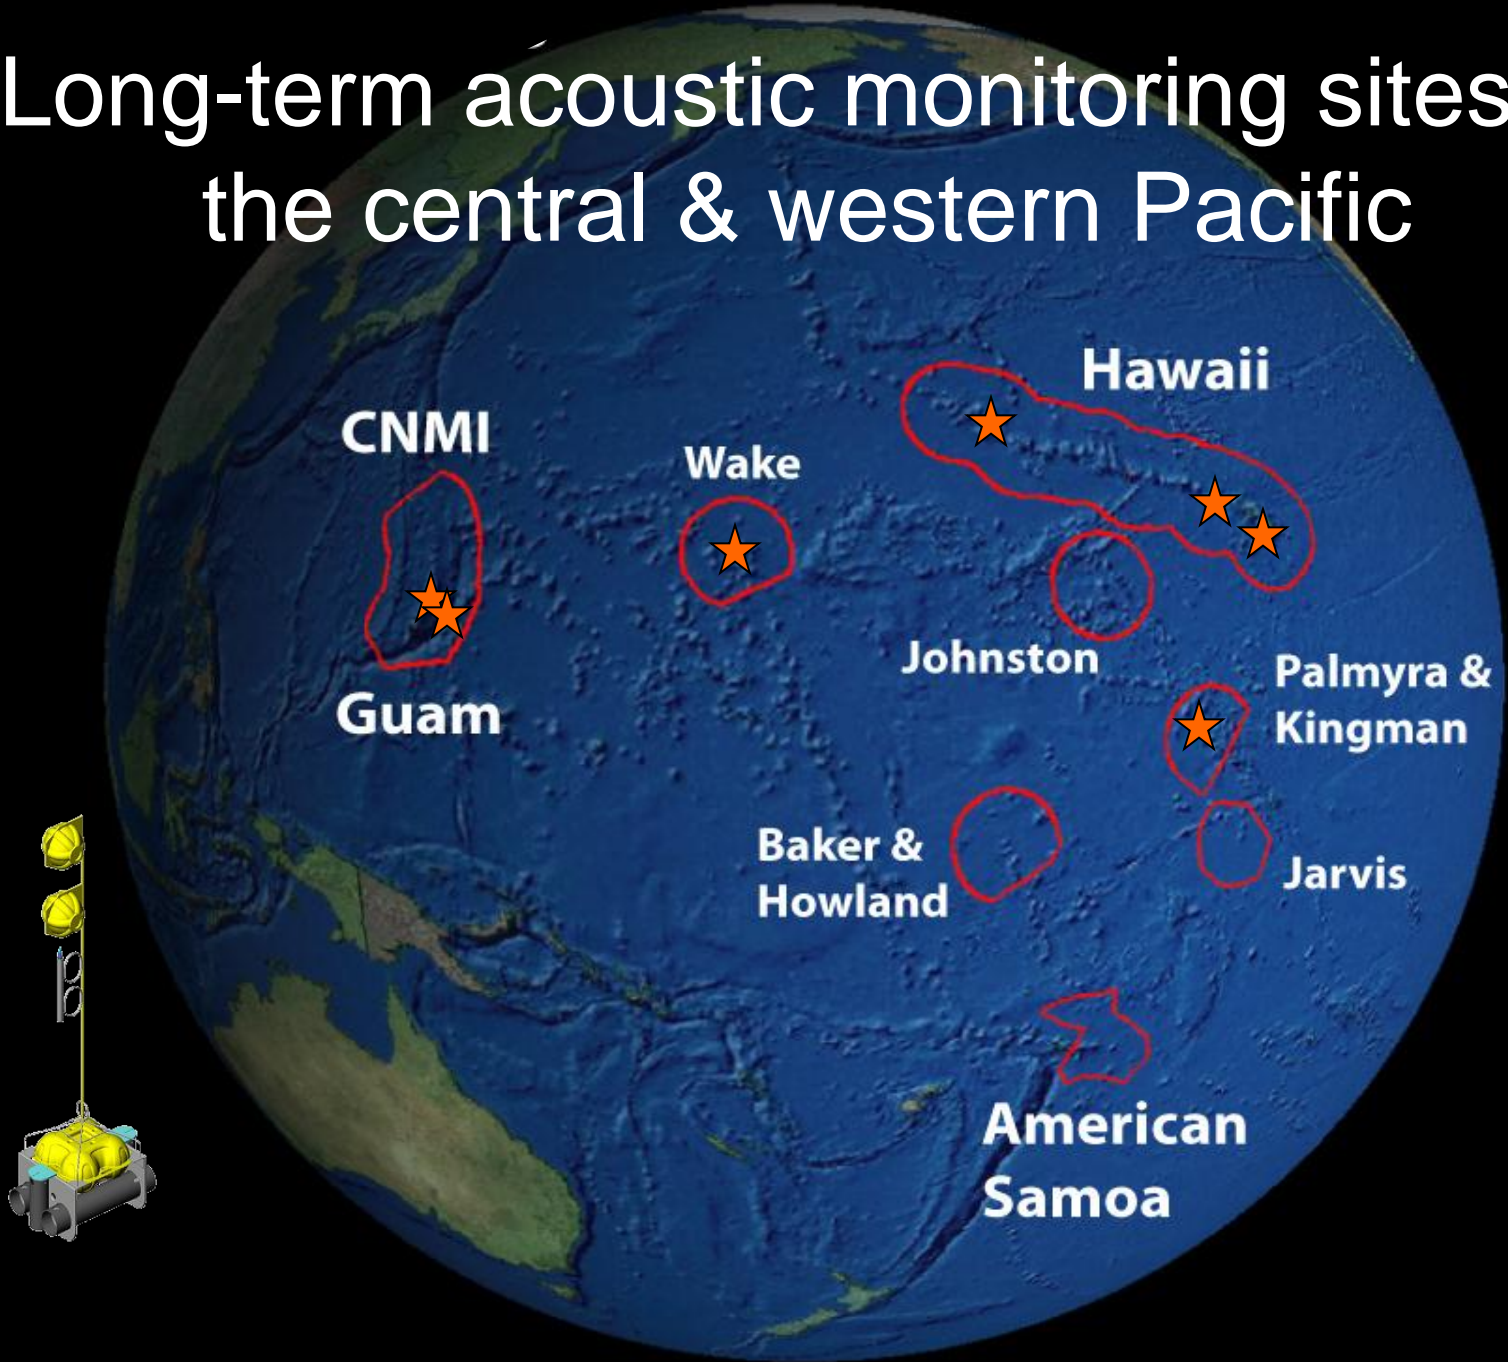 Long-term acoustic monitoring sites
the central & western Pacific
Hawaii
CNMI
Wake
Johnston
Palmyra &
Kingman
Guam
Baker &
Howland
Jarvis
American
Samoa